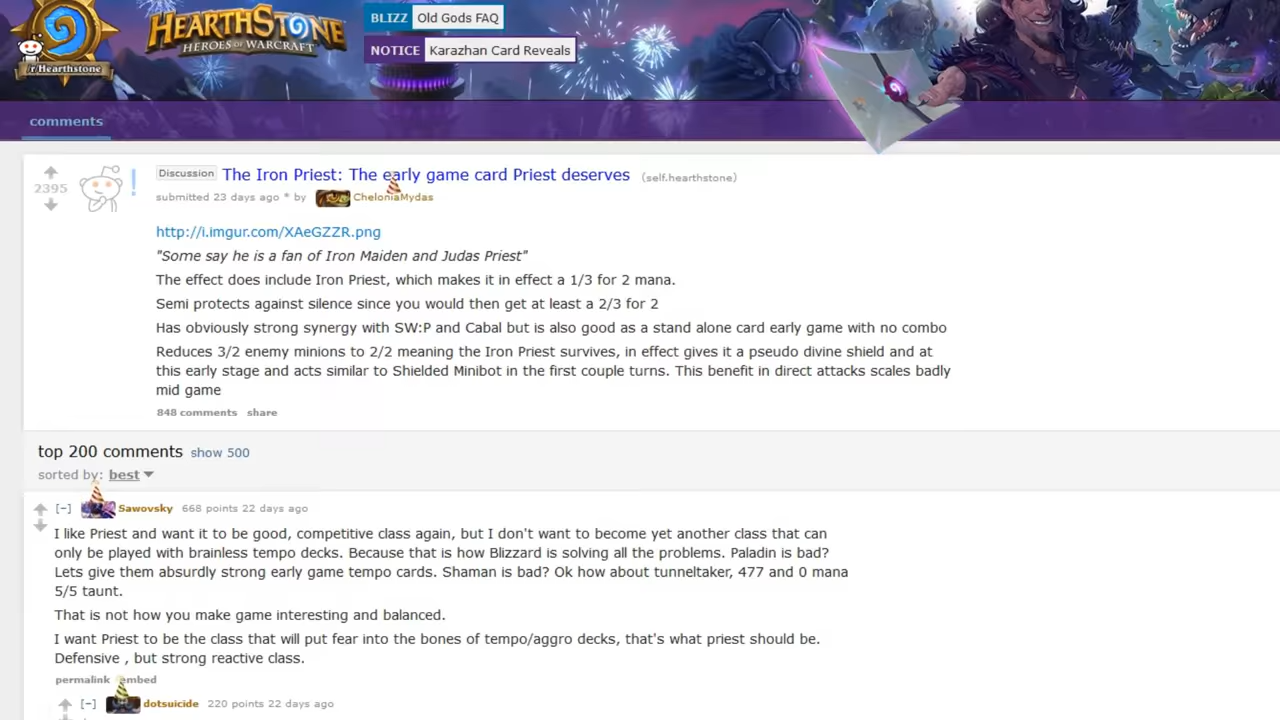 HEARTHSTONE
HEROES OF WARCRAFT
r/Hearthstone
BLIZZ Old Gods FAQ
NOTICE Karazhan Card Reveals
comments
Discussion The Iron Priest: The early game card Priest deserves (self.hearthstone)
2395
submitted 23 days ago * by CheloniaMydas
http://i.imgur.com/XAeGZZR.png
"Some say he is a fan of Iron Maiden and Judas Priest"
The effect does include Iron Priest, which makes it in effect a 1/3 for 2 mana.
Semi protects against silence since you would then get at least a 2/3 for 2
Has obviously strong synergy with SW:P and Cabal but is also good as a stand alone card early game with no combo
Reduces 3/2 enemy minions to 2/2 meaning the Iron Priest survives, in effect gives it a pseudo divine shield and at
this early stage and acts similar to Shielded Minibot in the first couple turns. This benefit in direct attacks scales badly
mid game
848 comments share
top 200 comments show 500
sorted by: best
[−] Sawovsky 668 points 22 days ago
I like Priest and want it to be good, competitive class again, but I don't want to become yet another class that can
only be played with brainless tempo decks. Because that is how Blizzard is solving all the problems. Paladin is bad?
Lets give them absurdly strong early game tempo cards. Shaman is bad? Ok how about tunneltaker, 477 and 0 mana
5/5 taunt.
That is not how you make game interesting and balanced.
I want Priest to be the class that will put fear into the bones of tempo/aggro decks, that's what priest should be.
Defensive , but strong reactive class.
permalink embed
[−] dotsuicide 220 points 22 days ago